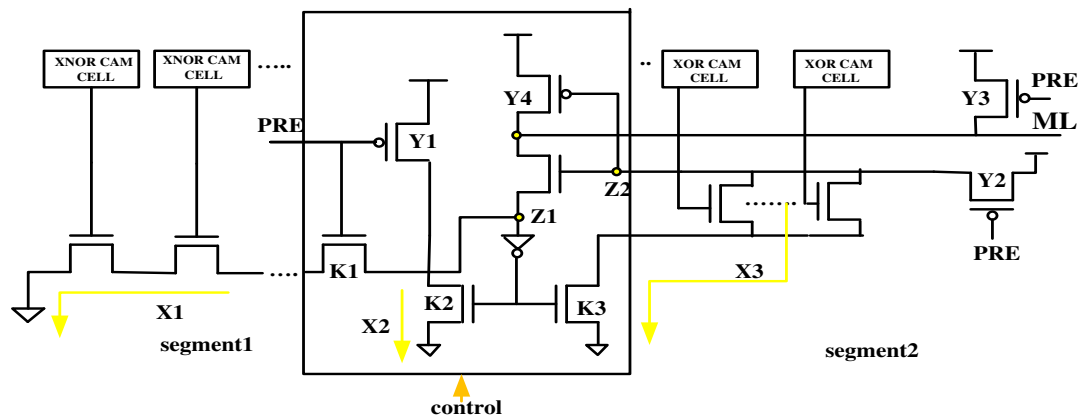 XNOR CAM
CELL
XNOR CAM
CELL
.....
..
XOR CAM
CELL
XOR CAM
CELL
Y4
Y3
PRE
ML
PRE
Y1
Z2
Y2
Z1
PRE
....
K1
K2
K3
X3
X1
X2
segment1
segment2
control